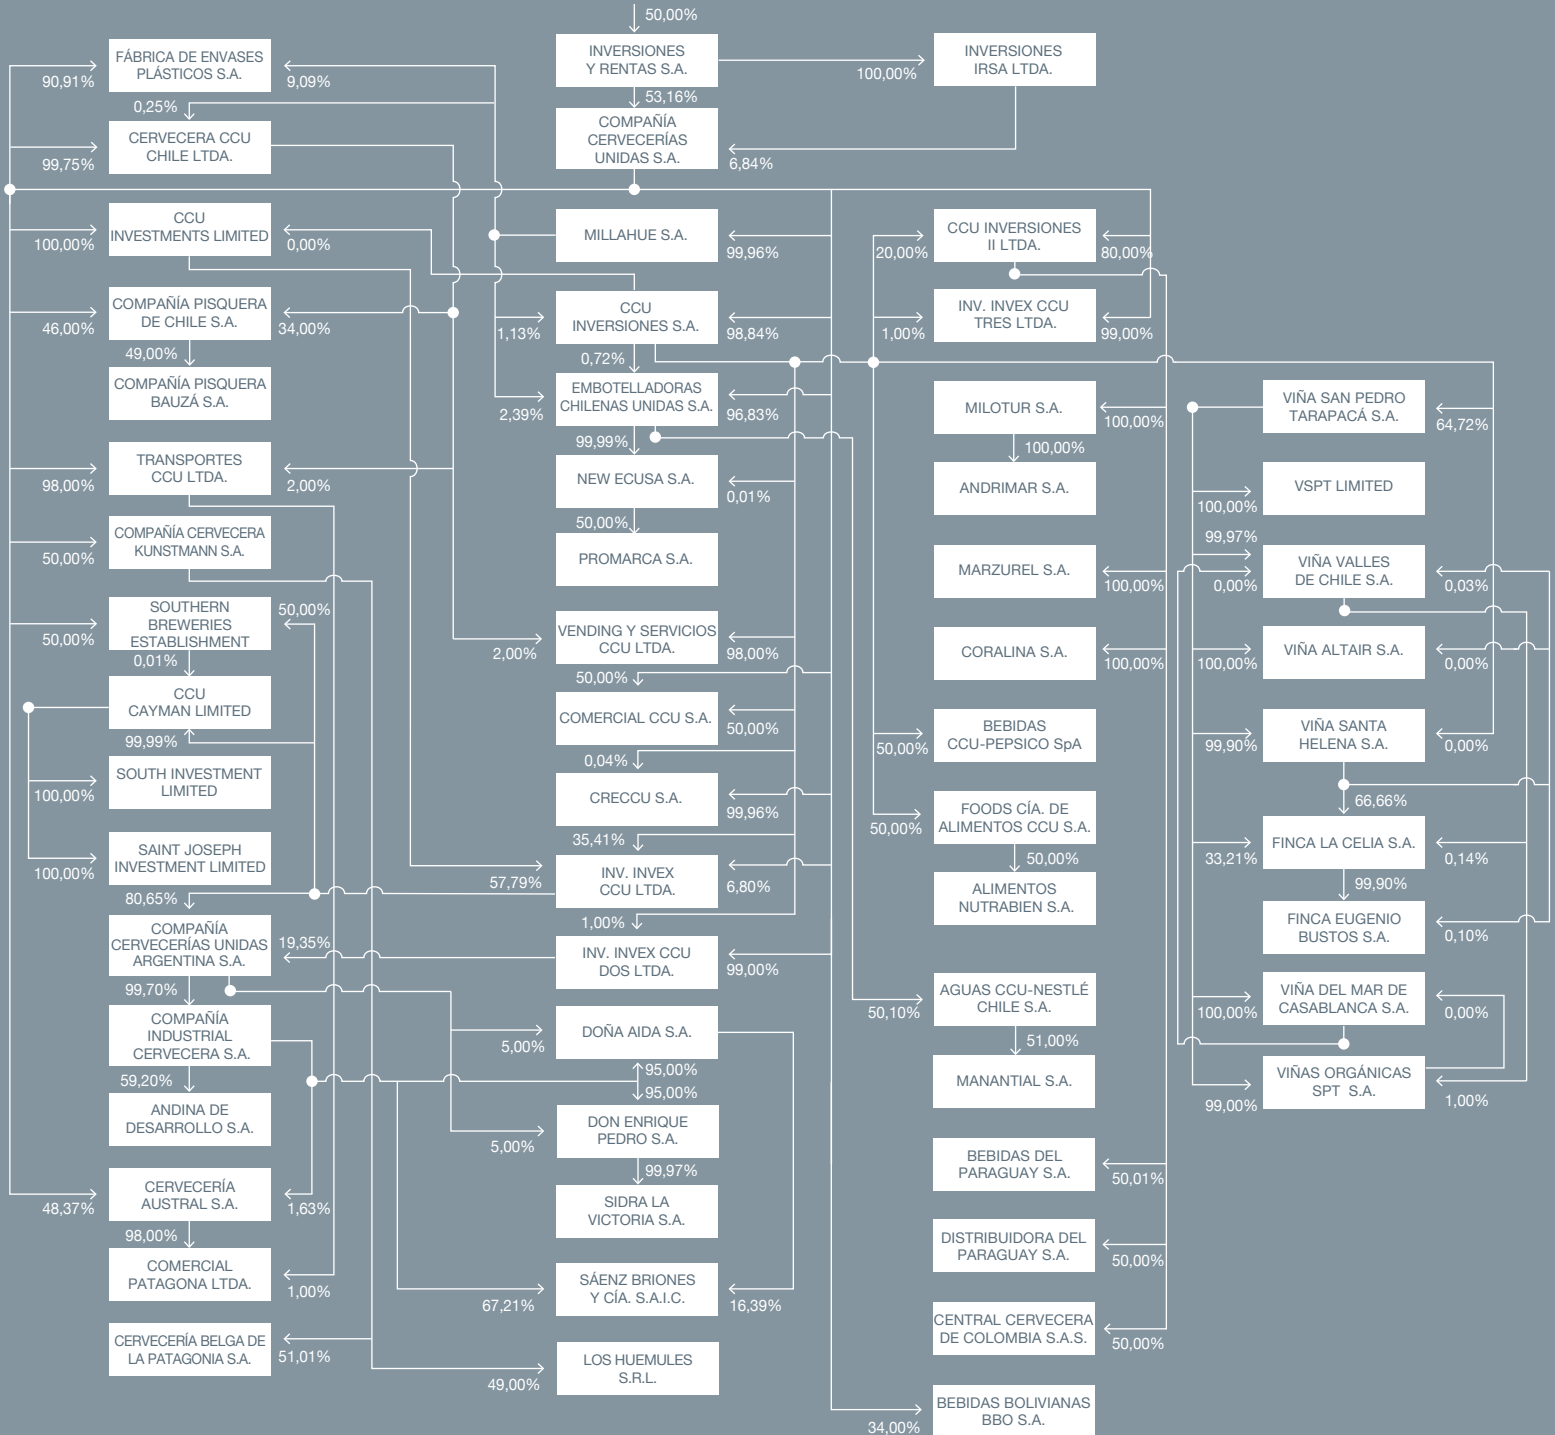 50,00%
FÁBRICA DE ENVASES
PLÁSTICOS S.A.
90,91%
9,09%
0,25%
CERVECERA CCU
CHILE LTDA.
99,75%
CCU
INVESTMENTS LIMITED
100,00%
0,00%
COMPAÑÍA PISQUERA
DE CHILE S.A.
46,00%
34,00%
49,00%
COMPAÑÍA PISQUERA
BAUZÁ S.A.
TRANSPORTES
CCU LTDA.
98,00%
2,00%
COMPAÑÍA CERVECERA
KUNSTMANN S.A.
50,00%
SOUTHERN
BREWERIES
ESTABLISHMENT
50,00%
50,00%
0,01%
CCU
CAYMAN LIMITED
99,99%
SOUTH INVESTMENT
LIMITED
100,00%
SAINT JOSEPH
INVESTMENT LIMITED
100,00%
80,65%
COMPAÑÍA
CERVECERÍAS UNIDAS
ARGENTINA S.A.
19,35%
99,70%
COMPAÑÍA
INDUSTRIAL
CERVECERA S.A.
59,20%
ANDINA DE
DESARROLLO S.A.
CERVECERÍA
AUSTRAL S.A.
48,37%
1,63%
98,00%
COMERCIAL
PATAGONA LTDA.
1,00%
CERVECERÍA BELGA DE
LA PATAGONIA S.A.
51,01%
INVERSIONES
Y RENTAS S.A.
100,00%
53,16%
COMPAÑÍA
CERVECERÍAS
UNIDAS S.A.
6,84%
MILLAHUE S.A.
99,96%
CCU
INVERSIONES S.A.
1,13%
98,84%
0,72%
EMBOTELLADORAS
CHILENAS UNIDAS S.A.
2,39%
96,83%
99,99%
NEW ECUSA S.A.
0,01%
50,00%
PROMARCA S.A.
VENDING Y SERVICIOS
CCU LTDA.
2,00%
98,00%
50,00%
COMERCIAL CCU S.A.
50,00%
0,04%
CRECCU S.A.
99,96%
35,41%
INV. INVEX
CCU LTDA.
57,79%
6,80%
1,00%
INV. INVEX CCU
DOS LTDA.
99,00%
DOÑA AIDA S.A.
5,00%
95,00%
95,00%
DON ENRIQUE
PEDRO S.A.
5,00%
99,97%
SIDRA LA
VICTORIA S.A.
SÁENZ BRIONES
Y CÍA. S.A.I.C.
67,21%
16,39%
LOS HUEMULES
S.R.L.
49,00%
INVERSIONES
IRSA LTDA.
CCU INVERSIONES
II LTDA.
20,00%
80,00%
INV. INVEX CCU
TRES LTDA.
1,00%
99,00%
MILOTUR S.A.
100,00%
100,00%
ANDRIMAR S.A.
MARZUREL S.A.
100,00%
CORALINA S.A.
100,00%
BEBIDAS
CCU-PEPSICO SpA
50,00%
FOODS CÍA. DE
ALIMENTOS CCU S.A.
50,00%
50,00%
ALIMENTOS
NUTRABIEN S.A.
AGUAS CCU-NESTLÉ
CHILE S.A.
50,10%
51,00%
MANANTIAL S.A.
BEBIDAS DEL
PARAGUAY S.A.
50,01%
DISTRIBUIDORA DEL
PARAGUAY S.A.
50,00%
CENTRAL CERVECERA
DE COLOMBIA S.A.S.
50,00%
BEBIDAS BOLIVIANAS
BBO S.A.
34,00%
VIÑA SAN PEDRO
TARAPACÁ S.A.
64,72%
VSPT LIMITED
100,00%
99,97%
VIÑA VALLES
DE CHILE S.A.
0,00%
0,03%
VIÑA ALTAIR S.A.
100,00%
0,00%
VIÑA SANTA
HELENA S.A.
99,90%
0,00%
66,66%
FINCA LA CELIA S.A.
33,21%
0,14%
99,90%
FINCA EUGENIO
BUSTOS S.A.
0,10%
VIÑA DEL MAR DE
CASABLANCA S.A.
100,00%
0,00%
VIÑAS ORGÁNICAS
SPT S.A.
99,00%
1,00%